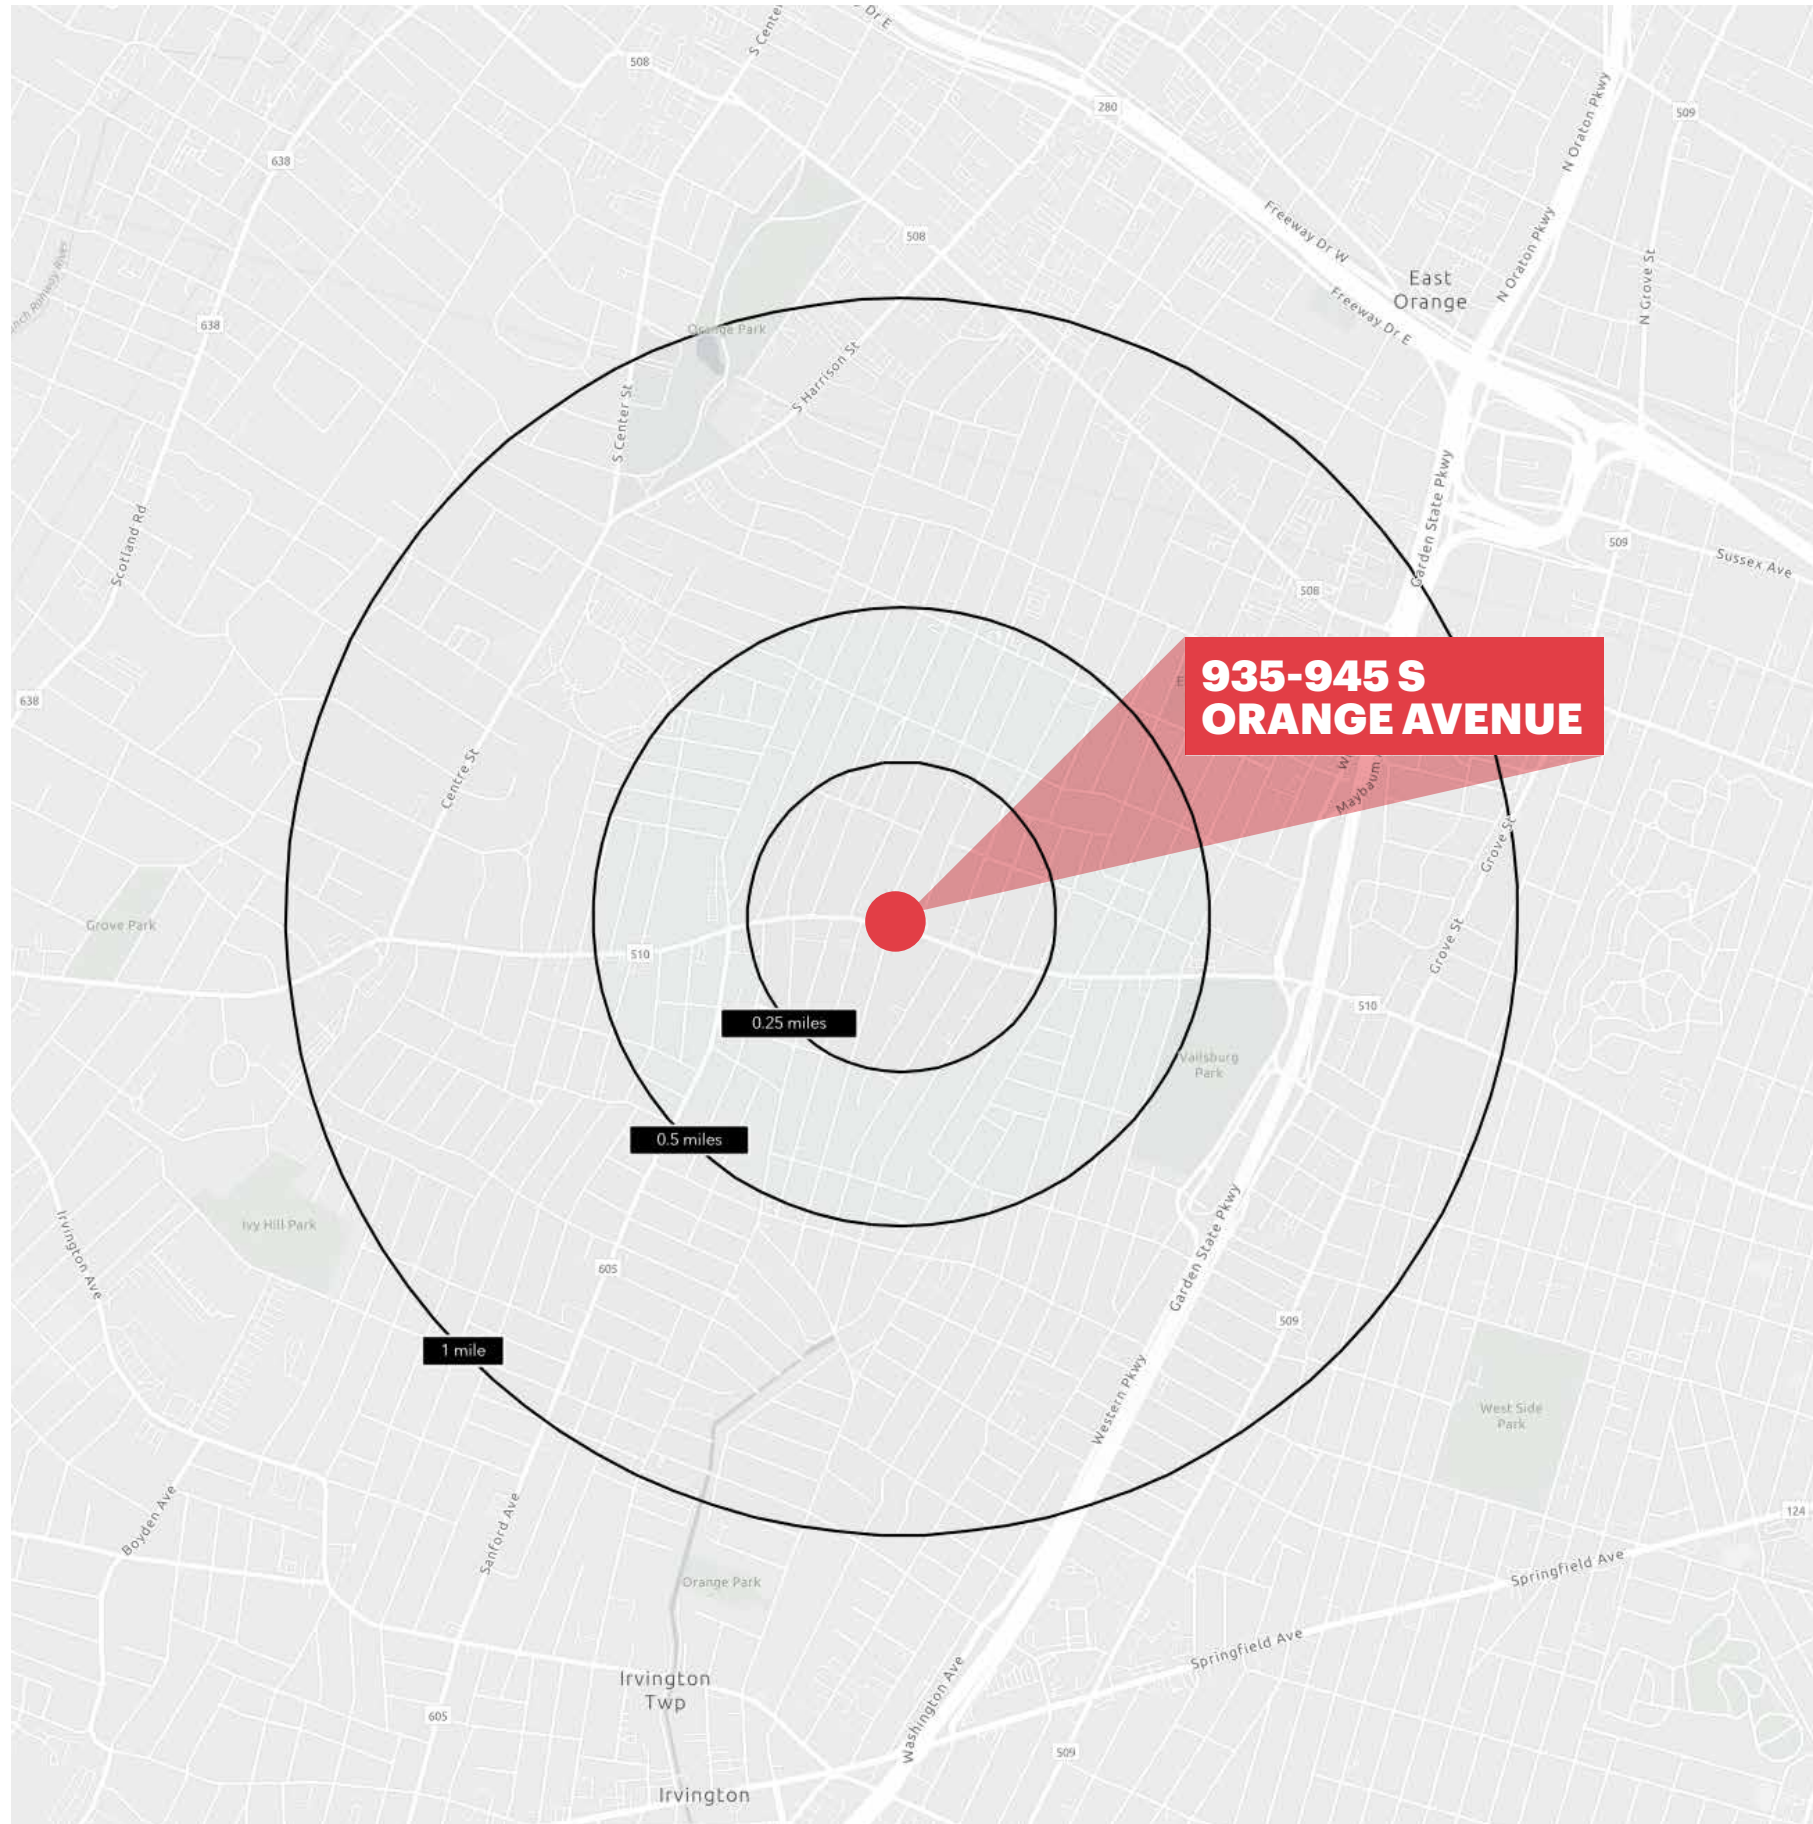 Dr E
S Center
508
280
509
N Oraton Pkwy
638
508
Freeway Dr W
N Oraton Pkwy
East
Orange
N Grove St
Freeway Dr E
638
Orange Park
S Harrison St
S Center St
Garden State Pkwy
Scotland Rd
509
Sussex Ave
508
935-945 S
ORANGE AVENUE
638
Centre St
Maybaum
Grove St
Grove Park
510
Grove St
510
0.25 miles
Vailsburg
Park
0.5 miles
Irvington Ave
Ivy Hill Park
605
Garden State Pkwy
509
1 mile
Western Pkwy
West Side
Park
124
Boyden Ave
Sanford Ave
Springfield Ave
Orange Park
Springfield Ave
Irvington
Twp
Washington Ave
605
509
Irvington